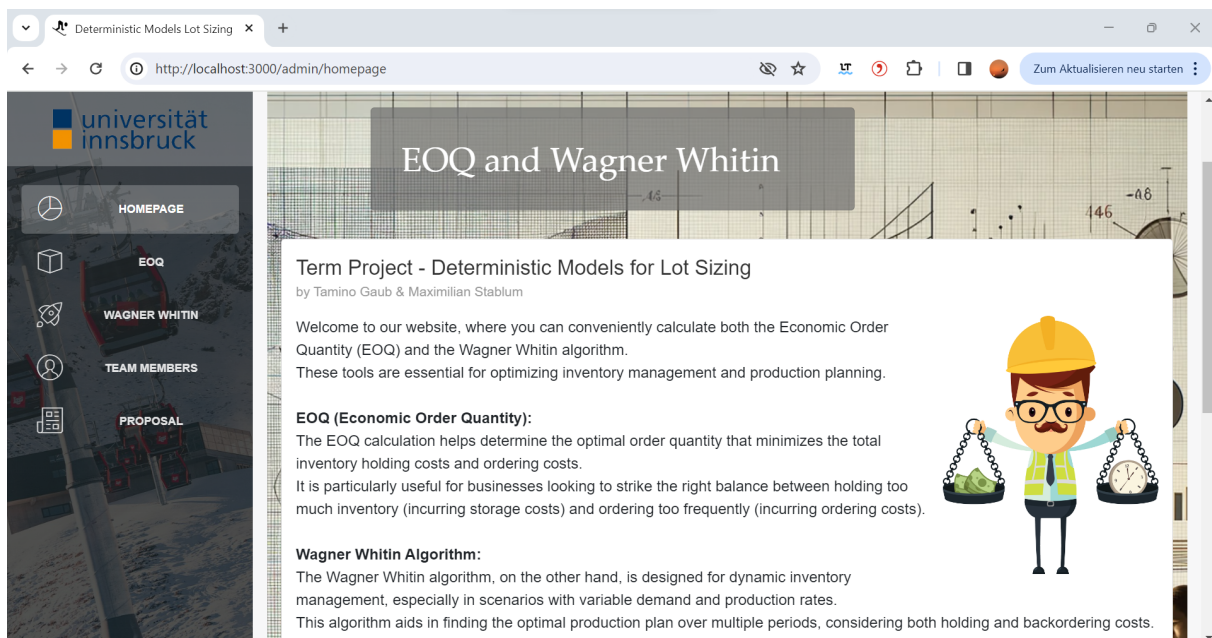 Deterministic Models Lot Sizing
http://localhost:3000/admin/homepage
Zum Aktualisieren neu starten
universität
innsbruck
HOMEPAGE
EOQ
WAGNER WHITIN
TEAM MEMBERS
PROPOSAL
EOQ and Wagner Whitin
446
-A8
Term Project - Deterministic Models for Lot Sizing
by Tamino Gaub & Maximilian Stablum
Welcome to our website, where you can conveniently calculate both the Economic Order
Quantity (EOQ) and the Wagner Whitin algorithm.
These tools are essential for optimizing inventory management and production planning.
EOQ (Economic Order Quantity):
The EOQ calculation helps determine the optimal order quantity that minimizes the total
inventory holding costs and ordering costs.
It is particularly useful for businesses looking to strike the right balance between holding too
much inventory (incurring storage costs) and ordering too frequently (incurring ordering costs).
Wagner Whitin Algorithm:
The Wagner Whitin algorithm, on the other hand, is designed for dynamic inventory
management, especially in scenarios with variable demand and production rates.
This algorithm aids in finding the optimal production plan over multiple periods, considering both holding and backordering costs.